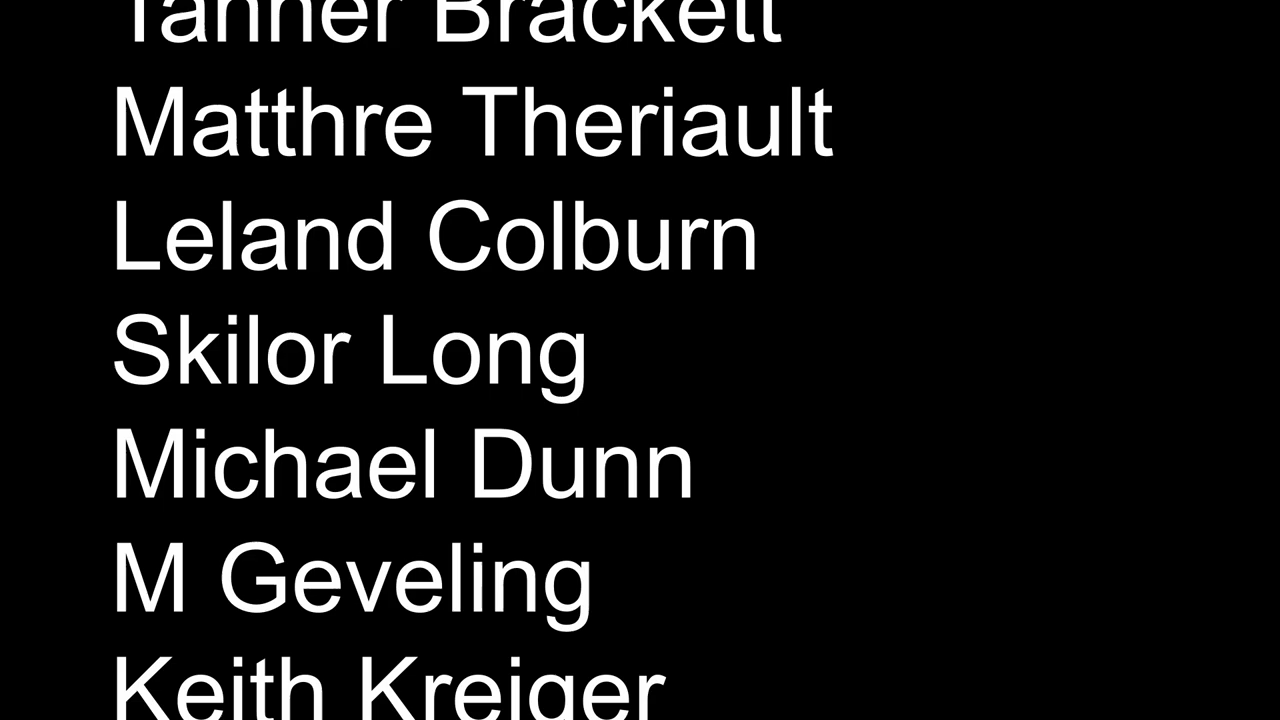 Tanner Brackett
Matthre Theriault
Leland Colburn
Skilor Long
Michael Dunn
M Geveling
Keith Kreiger